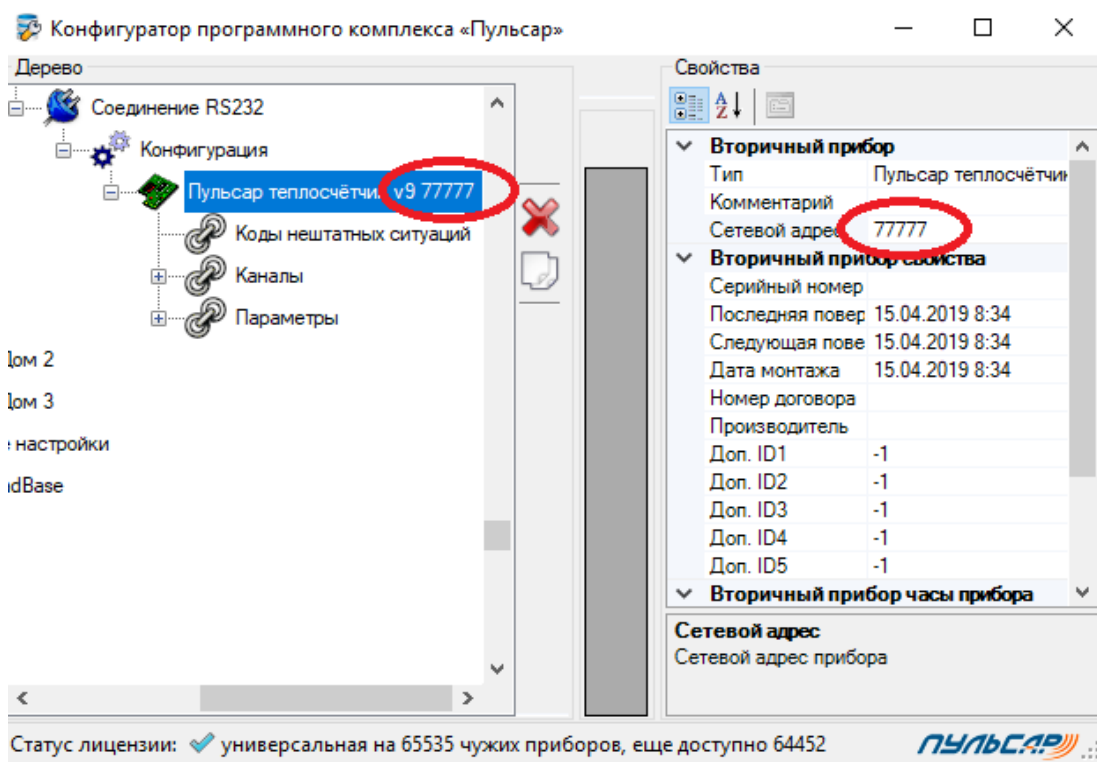 Конфигуратор программного комплекса «Пульсар»
Дерево
Соединение RS232
Конфигурация
Пульсар теплосчётчи v9 77777
Коды нештатных ситуаций
Каналы
Параметры
Дом 2
Дом 3
настройки
dBase
Свойства
Вторичный прибор
Тип Пульсар теплосчётчик
Комментарий
Сетевой адрес 77777
Вторичный прибор свойства
Серийный номер
Последняя повер 15.04.2019 8:34
Следующая пове 15.04.2019 8:34
Дата монтажа 15.04.2019 8:34
Номер договора
Производитель
Доп. ID1 -1
Доп. ID2 -1
Доп. ID3 -1
Доп. ID4 -1
Доп. ID5 -1
Вторичный прибор часы прибора
Сетевой адрес
Сетевой адрес прибора
Статус лицензии: универсальная на 65535 чужих приборов, еще доступно 64452
ПУЛЬСАР